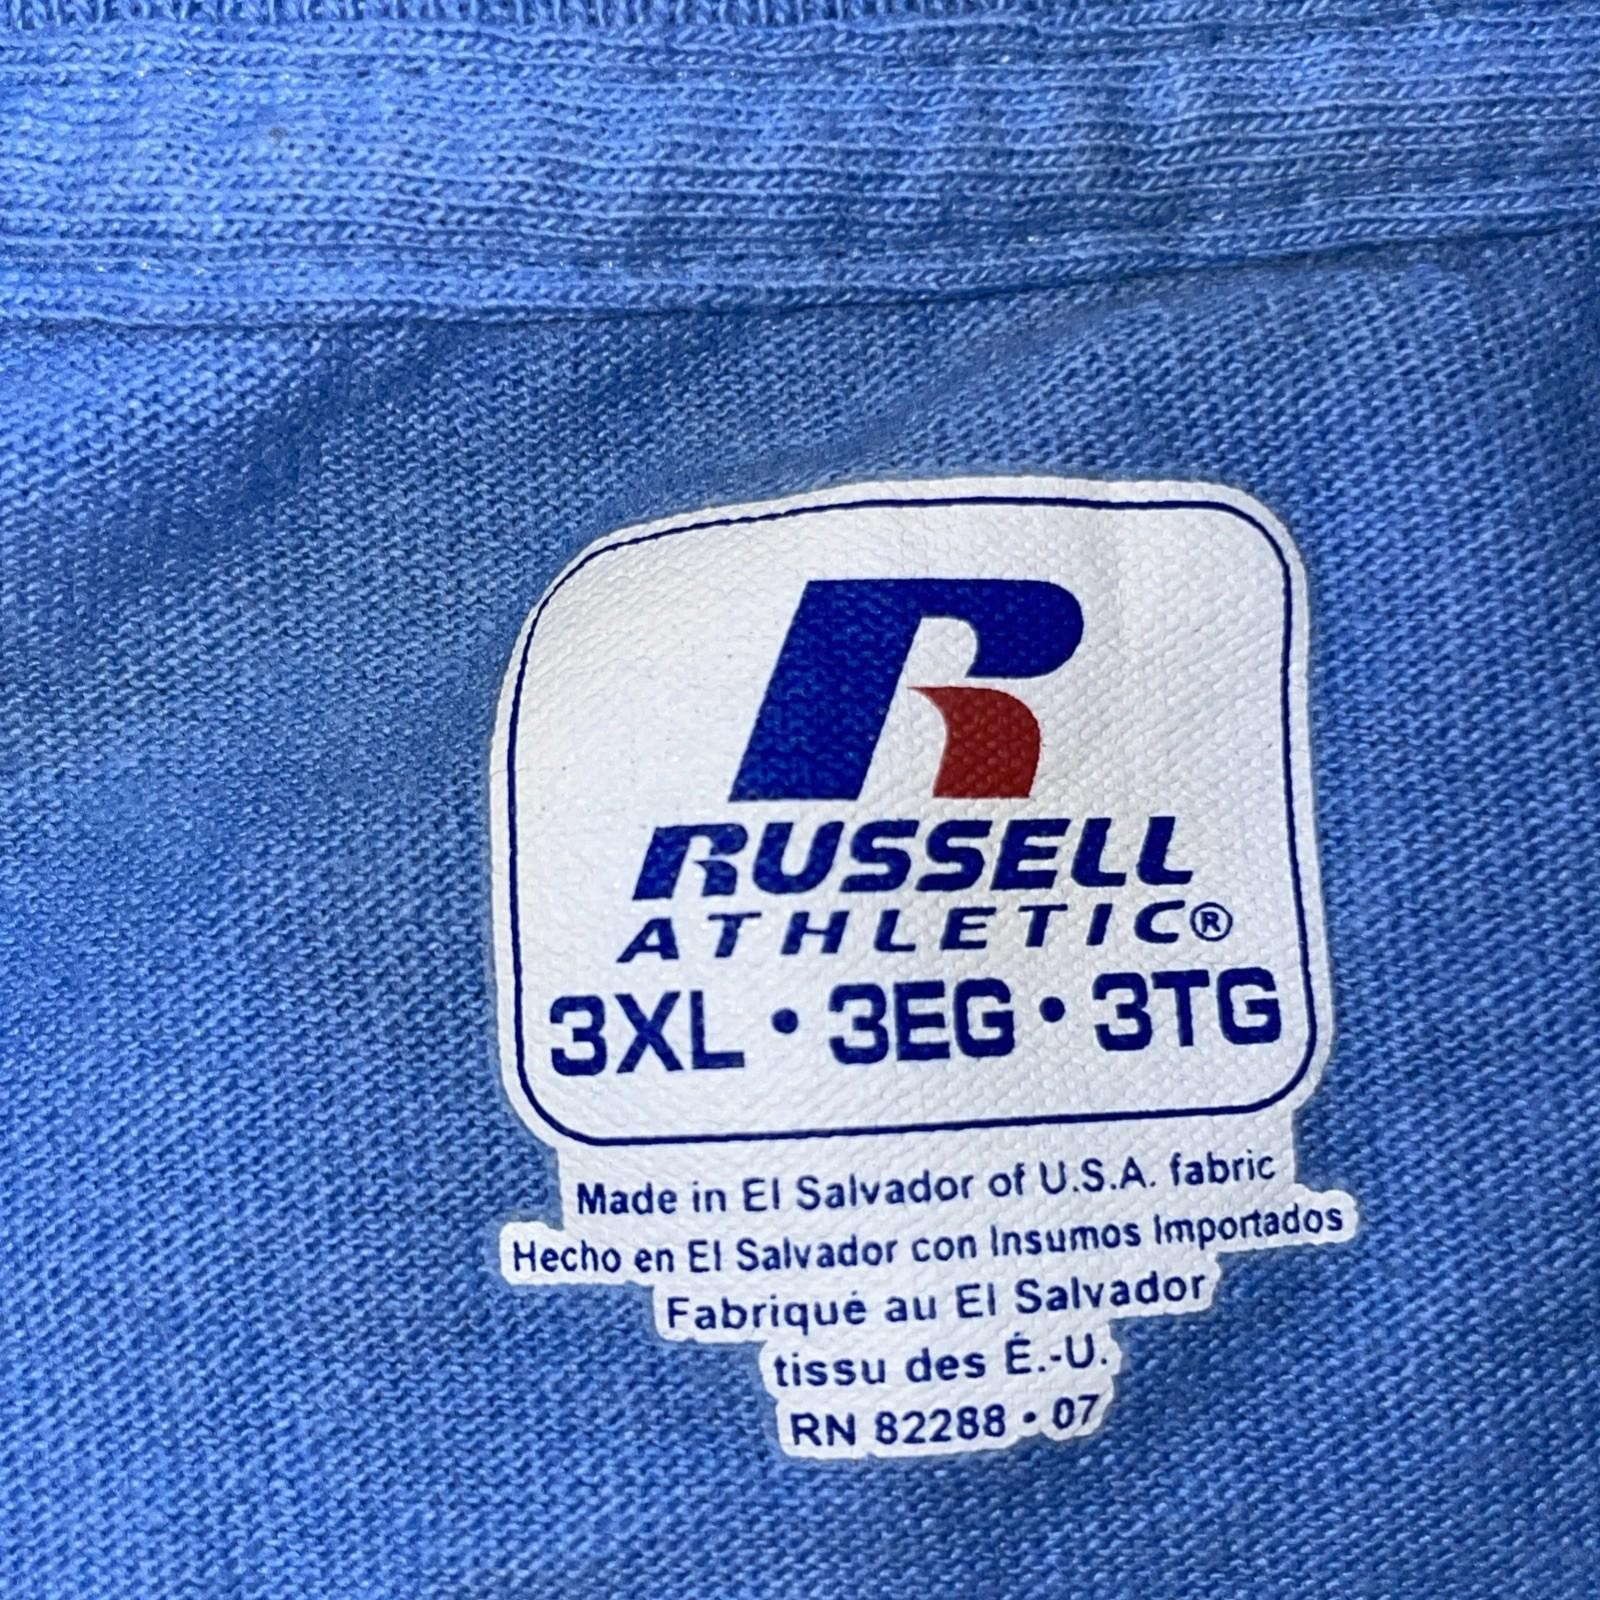 R
RUSSELL
ATHLETIC®
3XL • 3EG • 3TG
Made in El Salvador of U.S.A. fabric
Hecho en El Salvador con Insumos Importados
Fabriqué au El Salvador
tissu des É.-U.
RN 82288 • 07